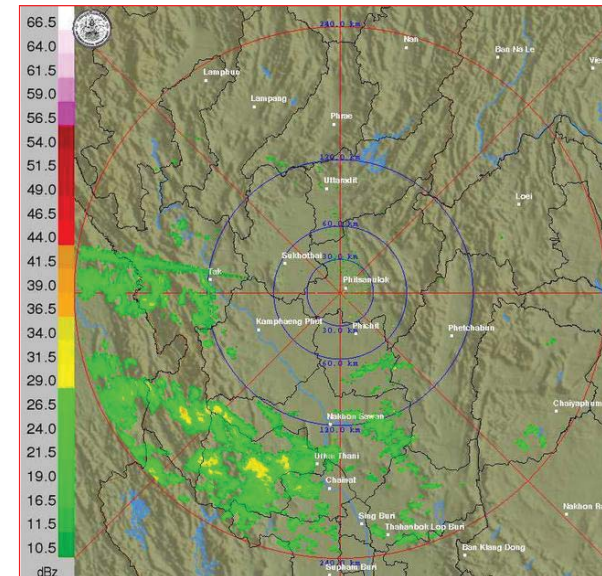 66.5
64.0
61.5
59.0
56.5
54.0
51.5
49.0
46.5
44.0
41.5
39.0
36.5
34.0
31.5
29.0
26.5
24.0
21.5
19.0
16.5
11.5
10.5
dBz
240.0 km
Nan
Ban Na Le
Lamphun
Lampang
Phrae
120.0 km
Uttaradit
Loei
60.0 km
Sukhothai
30.0 km
Tak
Phitsanulok
Kamphaeng Phet
30.0 km
Phichit
Phetchabun
60.0 km
Chaiyaphum
Nakhon Sawan
120.0 km
Uthai Thani
Chainat
Sing Buri
Lop Buri
Ban Klang Dong
240.0 km
Suphan Buri